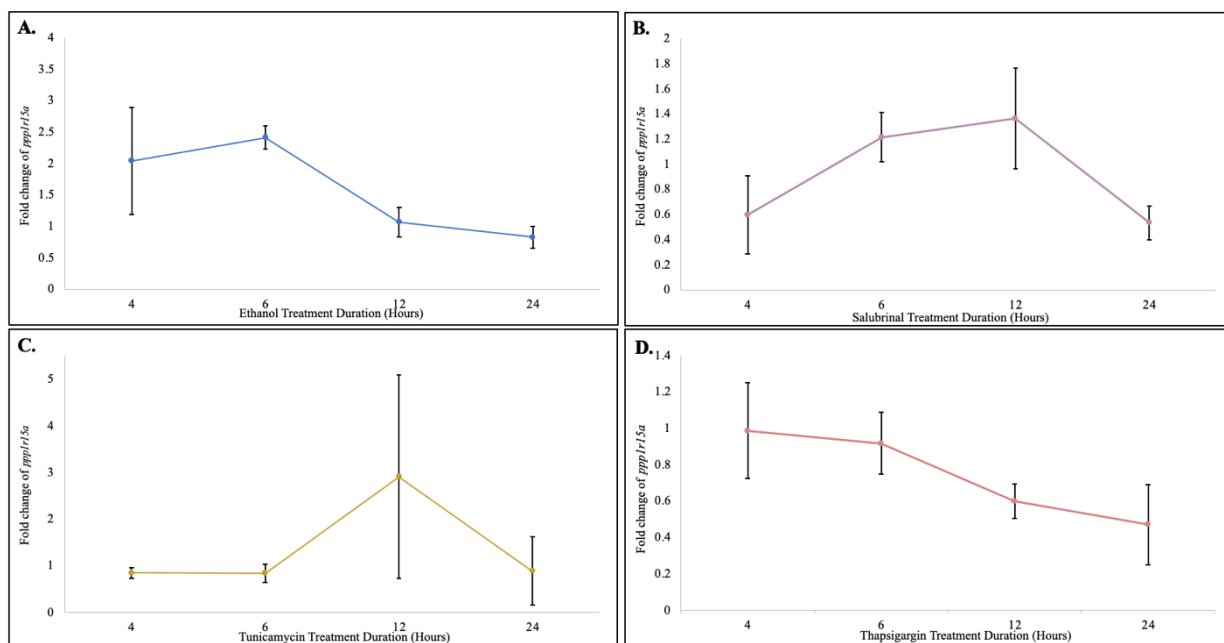 A.
Fold change of ppp1r15a
4
3.5
3
2.5
2
1.5
1
0.5
0
4 6 12 24
Ethanol Treatment Duration (Hours)
B.
Fold change of ppp1r15a
2
1.8
1.6
1.4
1.2
1
0.8
0.6
0.4
0.2
0
4 6 12 24
Salubrinal Treatment Duration (Hours)
C.
Fold change of ppp1r15a
5
4
3
2
1
0
4 6 12 24
Tunicamycin Treatment Duration (Hours)
D.
Fold change of ppp1r15a
1.4
1.2
1
0.8
0.6
0.4
0.2
0
4 6 12 24
Thapsigargin Treatment Duration (Hours)